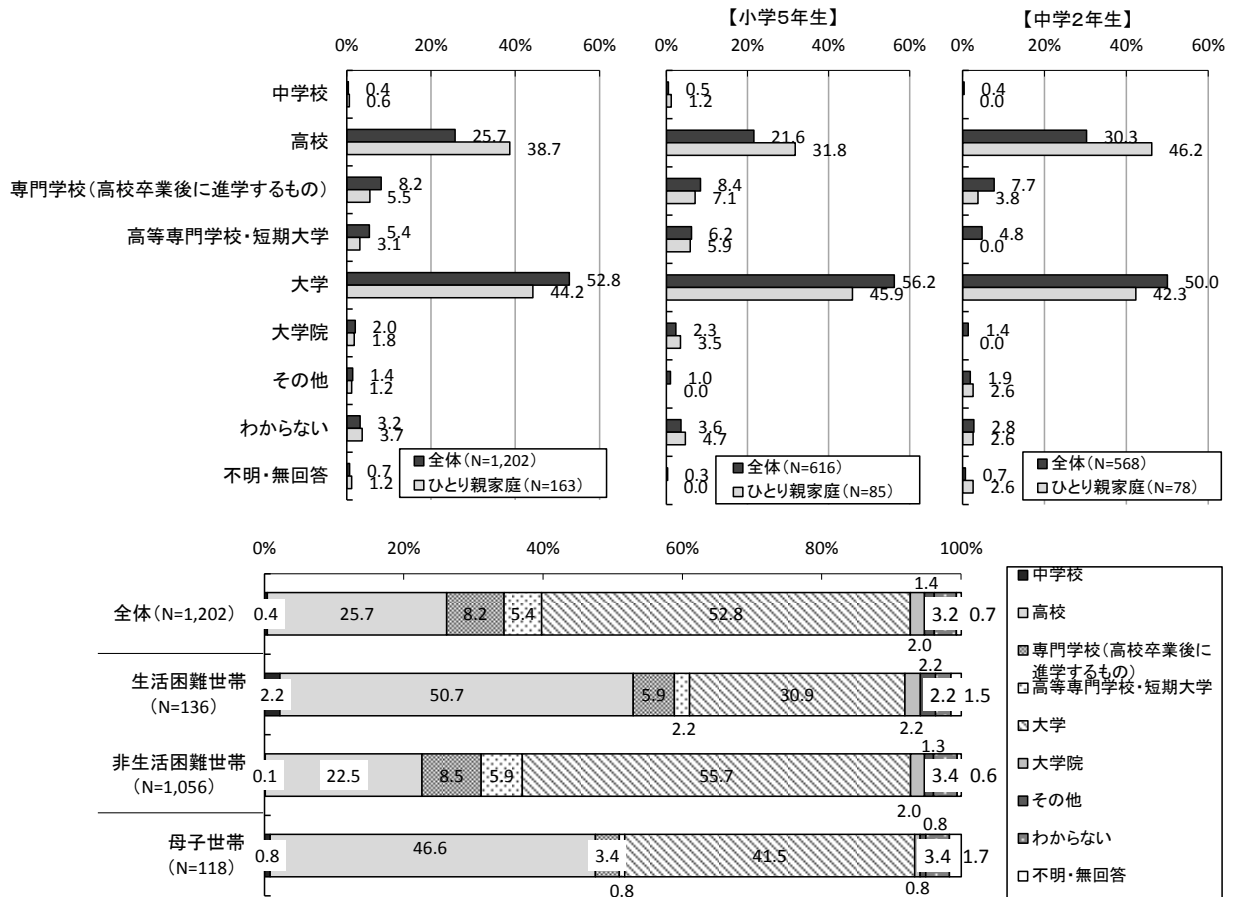 【小学5年生】
【中学2年生】
0% 20% 40% 60%
0% 20% 40% 60%
0% 20% 40% 60%
中学校
0.4
0.6
0.5
1.2
0.4
0.0
高校
25.7
38.7
21.6
31.8
30.3
46.2
専門学校(高校卒業後に進学するもの)
8.2
5.5
8.4
7.1
7.7
3.8
高等専門学校・短期大学
5.4
3.1
6.2
5.9
4.8
0.0
大学
52.8
44.2
56.2
45.9
50.0
42.3
大学院
2.0
1.8
2.3
3.5
1.4
0.0
その他
1.4
1.2
1.0
0.0
1.9
2.6
わからない
3.2
3.7
3.6
4.7
2.8
2.6
不明・無回答
0.7
1.2
0.3
0.0
0.7
2.6
全体(N=1,202)
ひとり親家庭(N=163)
全体(N=616)
ひとり親家庭(N=85)
全体(N=568)
ひとり親家庭(N=78)
0% 20% 40% 60% 80% 100%
全体(N=1,202)
0.4 25.7 8.2 5.4 52.8 2.0 1.4 3.2 0.7
生活困難世帯
(N=136)
2.2 50.7 5.9 2.2 30.9 2.2 2.2 2.2 1.5
非生活困難世帯
(N=1,056)
0.1 22.5 8.5 5.9 55.7 2.0 1.3 3.4 0.6
母子世帯
(N=118)
0.8 46.6 3.4 0.8 41.5 0.8 0.8 3.4 1.7
中学校
高校
専門学校(高校卒業後に
進学するもの)
高等専門学校・短期大学
大学
大学院
その他
わからない
不明・無回答